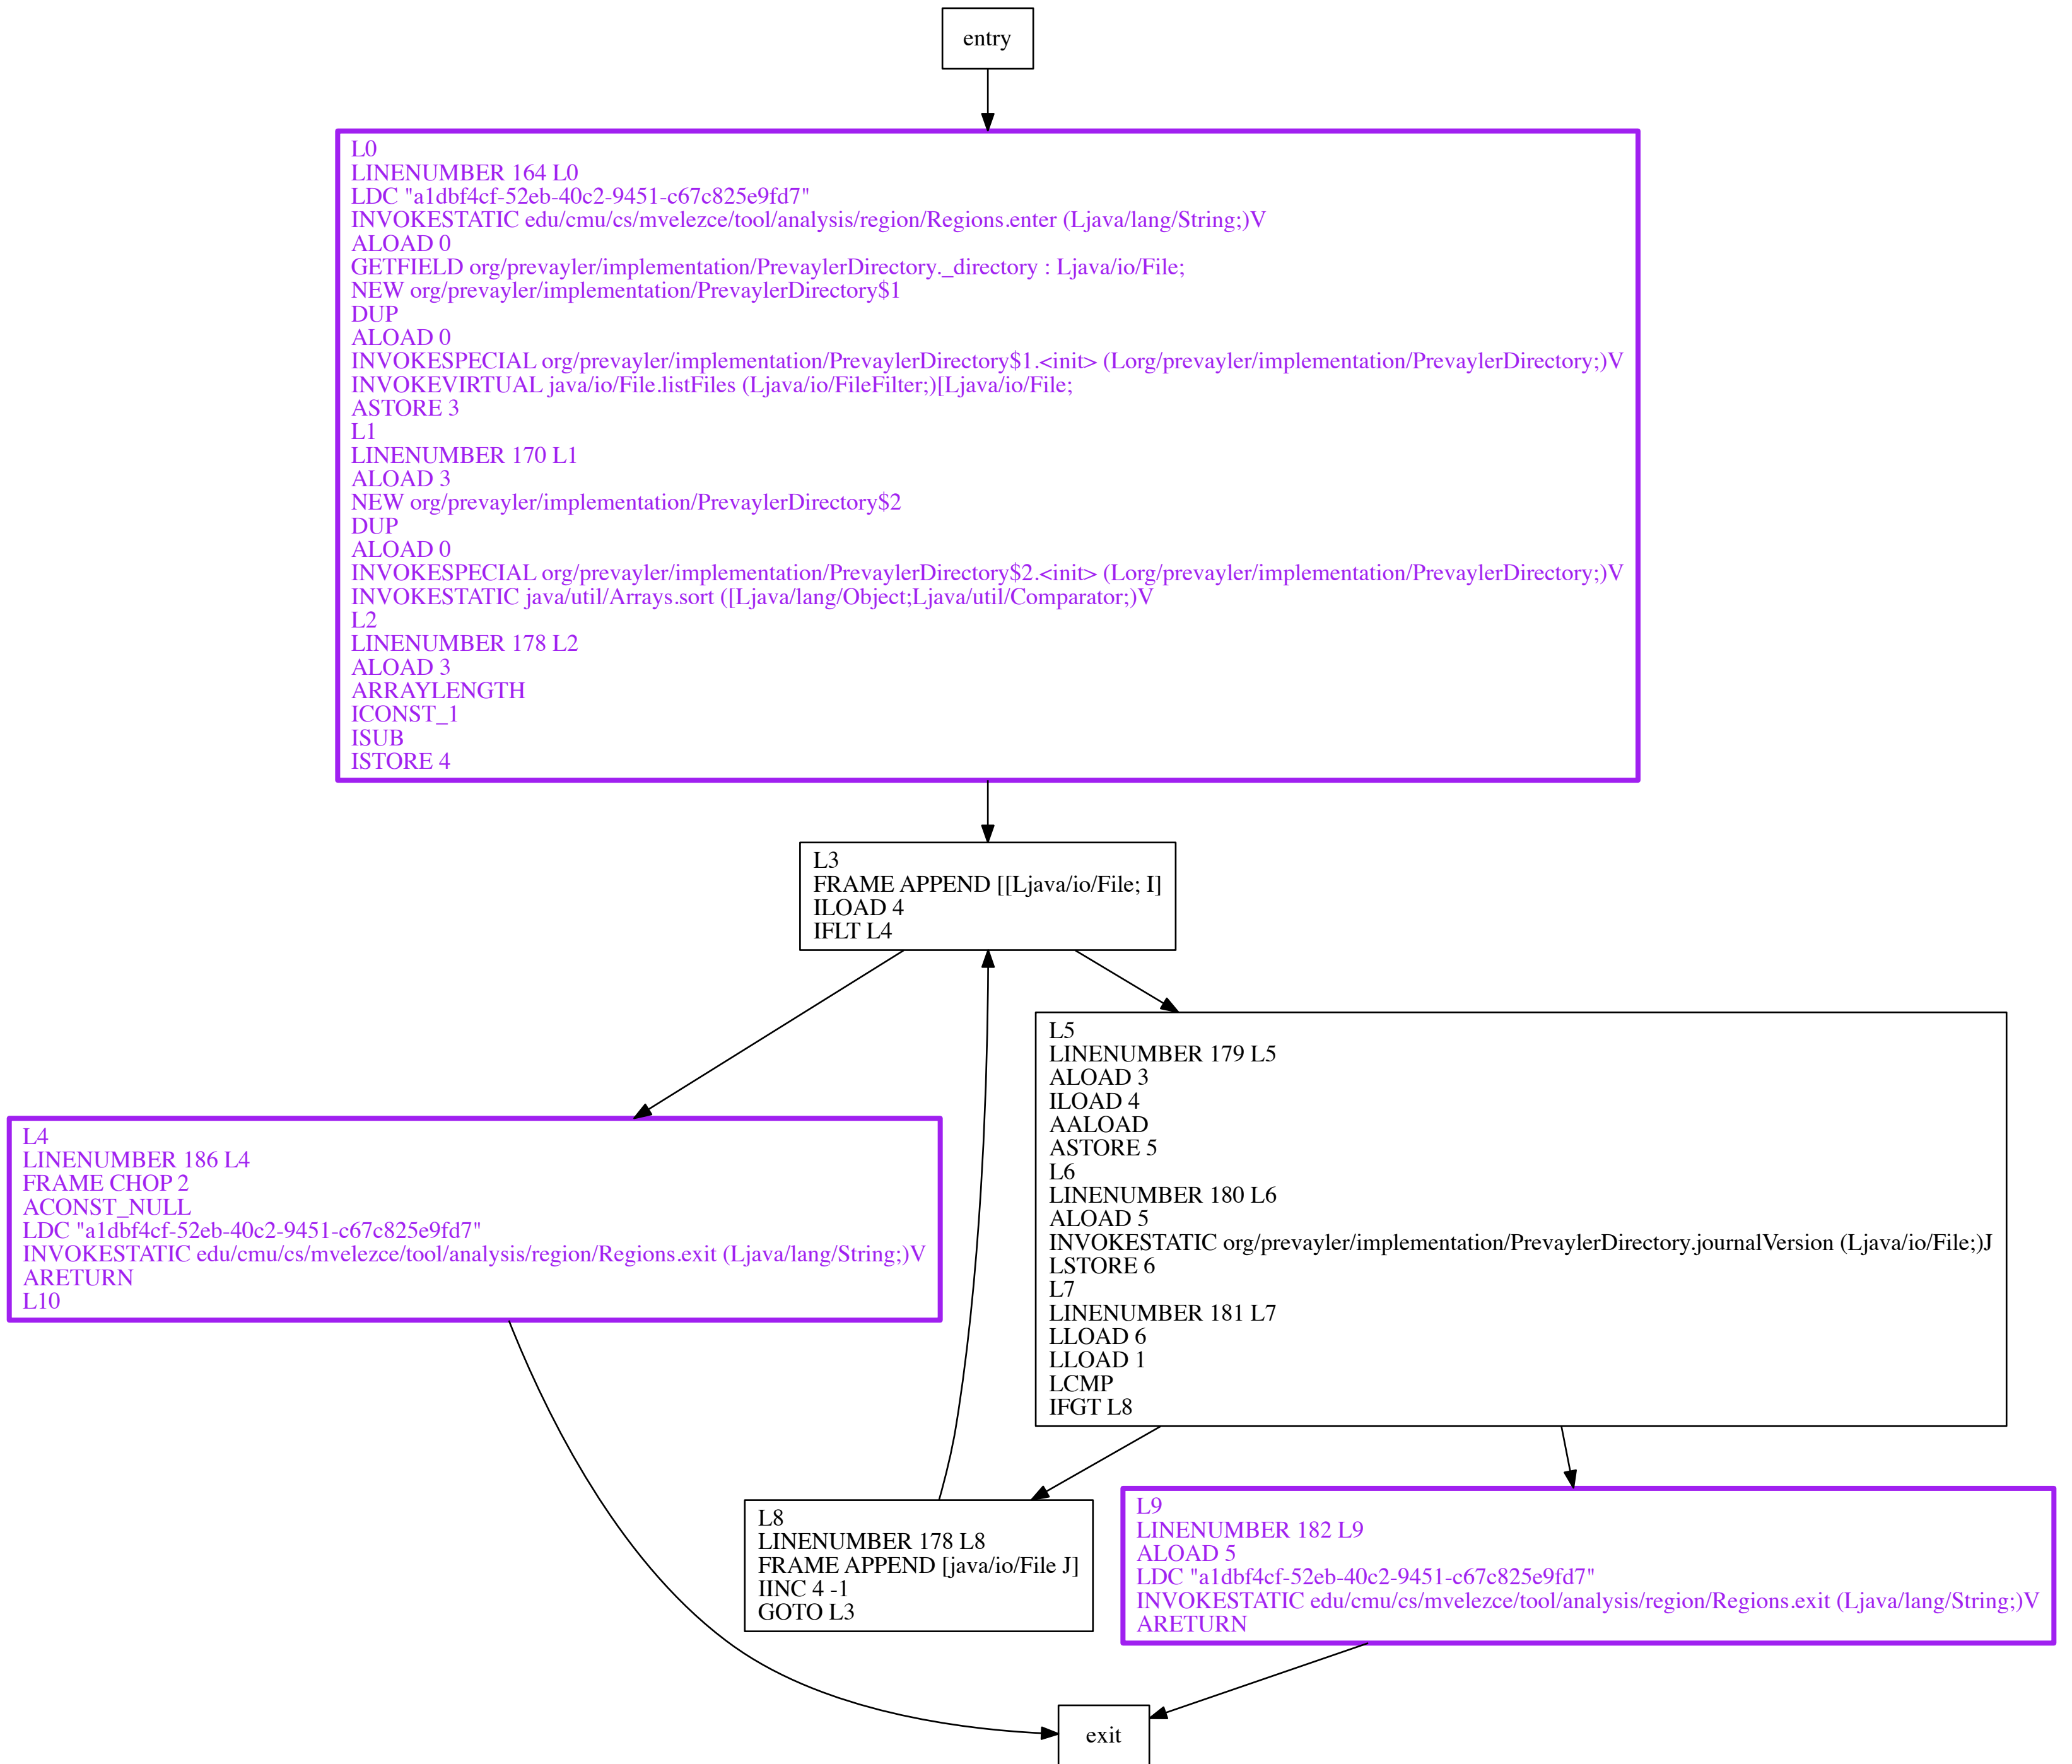 entry
L0
LINENUMBER 164 L0
LDC "a1dbf4cf-52eb-40c2-9451-c67c825e9fd7"
INVOKESTATIC edu/cmu/cs/mvelezce/tool/analysis/region/Regions.enter (Ljava/lang/String;)V
ALOAD 0
GETFIELD org/prevayler/implementation/PrevaylerDirectory._directory : Ljava/io/File;
NEW org/prevayler/implementation/PrevaylerDirectory$1
DUP
ALOAD 0
INVOKESPECIAL org/prevayler/implementation/PrevaylerDirectory$1.<init> (Lorg/prevayler/implementation/PrevaylerDirectory;)V
INVOKEVIRTUAL java/io/File.listFiles (Ljava/io/FileFilter;)[Ljava/io/File;
ASTORE 3
L1
LINENUMBER 170 L1
ALOAD 3
NEW org/prevayler/implementation/PrevaylerDirectory$2
DUP
ALOAD 0
INVOKESPECIAL org/prevayler/implementation/PrevaylerDirectory$2.<init> (Lorg/prevayler/implementation/PrevaylerDirectory;)V
INVOKESTATIC java/util/Arrays.sort ([Ljava/lang/Object;Ljava/util/Comparator;)V
L2
LINENUMBER 178 L2
ALOAD 3
ARRAYLENGTH
ICONST_1
ISUB
ISTORE 4
L3
FRAME APPEND [[Ljava/io/File; I]
ILOAD 4
IFLT L4
L5
LINENUMBER 179 L5
ALOAD 3
ILOAD 4
AALOAD
ASTORE 5
L6
LINENUMBER 180 L6
ALOAD 5
INVOKESTATIC org/prevayler/implementation/PrevaylerDirectory.journalVersion (Ljava/io/File;)J
LSTORE 6
L7
LINENUMBER 181 L7
LLOAD 6
LLOAD 1
LCMP
IFGT L8
L4
LINENUMBER 186 L4
FRAME CHOP 2
ACONST_NULL
LDC "a1dbf4cf-52eb-40c2-9451-c67c825e9fd7"
INVOKESTATIC edu/cmu/cs/mvelezce/tool/analysis/region/Regions.exit (Ljava/lang/String;)V
ARETURN
L10
L8
LINENUMBER 178 L8
FRAME APPEND [java/io/File J]
IINC 4 -1
GOTO L3
L9
LINENUMBER 182 L9
ALOAD 5
LDC "a1dbf4cf-52eb-40c2-9451-c67c825e9fd7"
INVOKESTATIC edu/cmu/cs/mvelezce/tool/analysis/region/Regions.exit (Ljava/lang/String;)V
ARETURN
exit